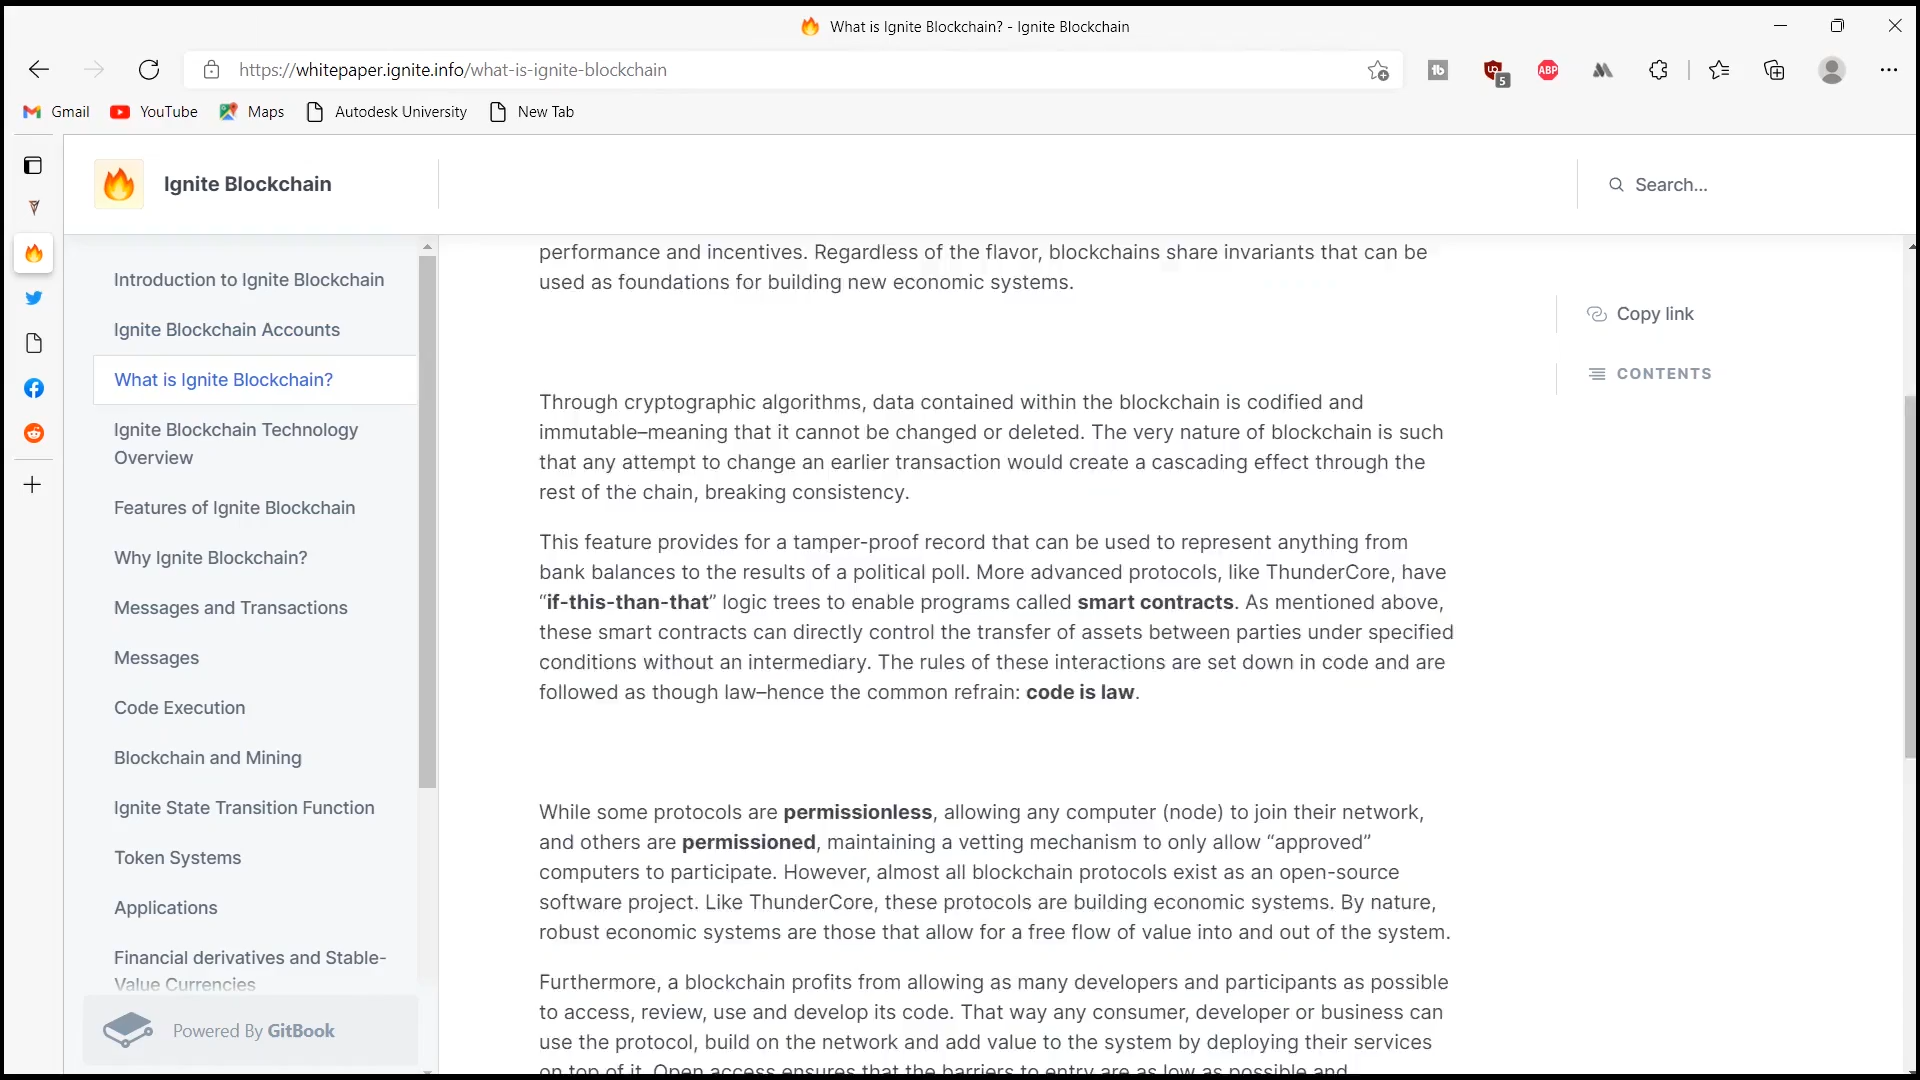 What is Ignite Blockchain? - Ignite Blockchain
https://whitepaper.ignite.info/what-is-ignite-blockchain
tb
5
ABP
Gmail
YouTube
Maps
Autodesk University
New Tab
Ignite Blockchain
Search...
Introduction to Ignite Blockchain
Ignite Blockchain Accounts
What is Ignite Blockchain?
Ignite Blockchain Technology
Overview
Features of Ignite Blockchain
Why Ignite Blockchain?
Messages and Transactions
Messages
Code Execution
Blockchain and Mining
Ignite State Transition Function
Token Systems
Applications
Financial derivatives and Stable-
Value Currencies
Powered By GitBook
performance and incentives. Regardless of the flavor, blockchains share invariants that can be
used as foundations for building new economic systems.
Through cryptographic algorithms, data contained within the blockchain is codified and
immutable–meaning that it cannot be changed or deleted. The very nature of blockchain is such
that any attempt to change an earlier transaction would create a cascading effect through the
rest of the chain, breaking consistency.
This feature provides for a tamper-proof record that can be used to represent anything from
bank balances to the results of a political poll. More advanced protocols, like ThunderCore, have
“if-this-than-that” logic trees to enable programs called smart contracts. As mentioned above,
these smart contracts can directly control the transfer of assets between parties under specified
conditions without an intermediary. The rules of these interactions are set down in code and are
followed as though law–hence the common refrain: code is law.
While some protocols are permissionless, allowing any computer (node) to join their network,
and others are permissioned, maintaining a vetting mechanism to only allow “approved”
computers to participate. However, almost all blockchain protocols exist as an open-source
software project. Like ThunderCore, these protocols are building economic systems. By nature,
robust economic systems are those that allow for a free flow of value into and out of the system.
Furthermore, a blockchain profits from allowing as many developers and participants as possible
to access, review, use and develop its code. That way any consumer, developer or business can
use the protocol, build on the network and add value to the system by deploying their services
on top of it. Open access ensures that the barriers to entry are as low as possible and
Copy link
CONTENTS